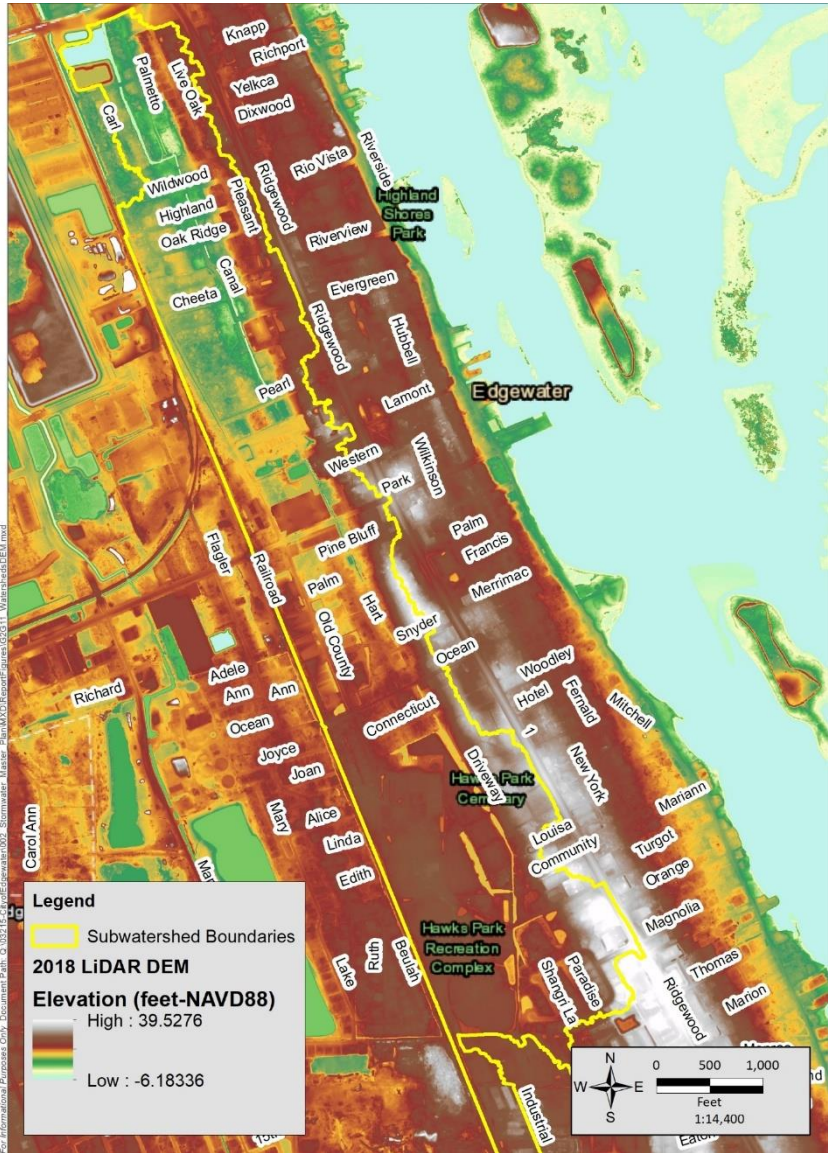 Knapp
Richport
Palmetto
Live Oak
Yelkca
Dixwood
Carl
Rio Vista
Riverside
Wildwood
Pleasant
Ridgewood
Highland
Shores
Park
Highland
Oak Ridge
Riverview
Canal
Cheeta
Evergreen
Ridgewood
Hubbell
Pearl
Lamont
Edgewater
Western
Wilkinson
Park
Palm
Pine Bluff
Francis
Flagler
Railroad
Palm
Merrimac
Hart
Old County
Snyder
Ocean
Woodley
Adele
Richard
Ann
Ann
Hotel
Fernald
Mitchell
Connecticut
Ocean
1
Joyce
Driveway
New York
Joan
Mariann
Mary
Alice
Louisa
Turgot
Carol Ann
Linda
Community
Orange
Edith
Magnolia
Hawks Park
Recreation
Complex
Ruth
Beulah
Lake
Shangri La
Paradise
Thomas
Ridgewood
Marion
Industrial
Legend
Subwatershed Boundaries
2018 LiDAR DEM
Elevation (feet-NAVD88)
High : 39.5276
Low : -6.18336
N
W E
S
0 500 1,000
Feet
1:14,400